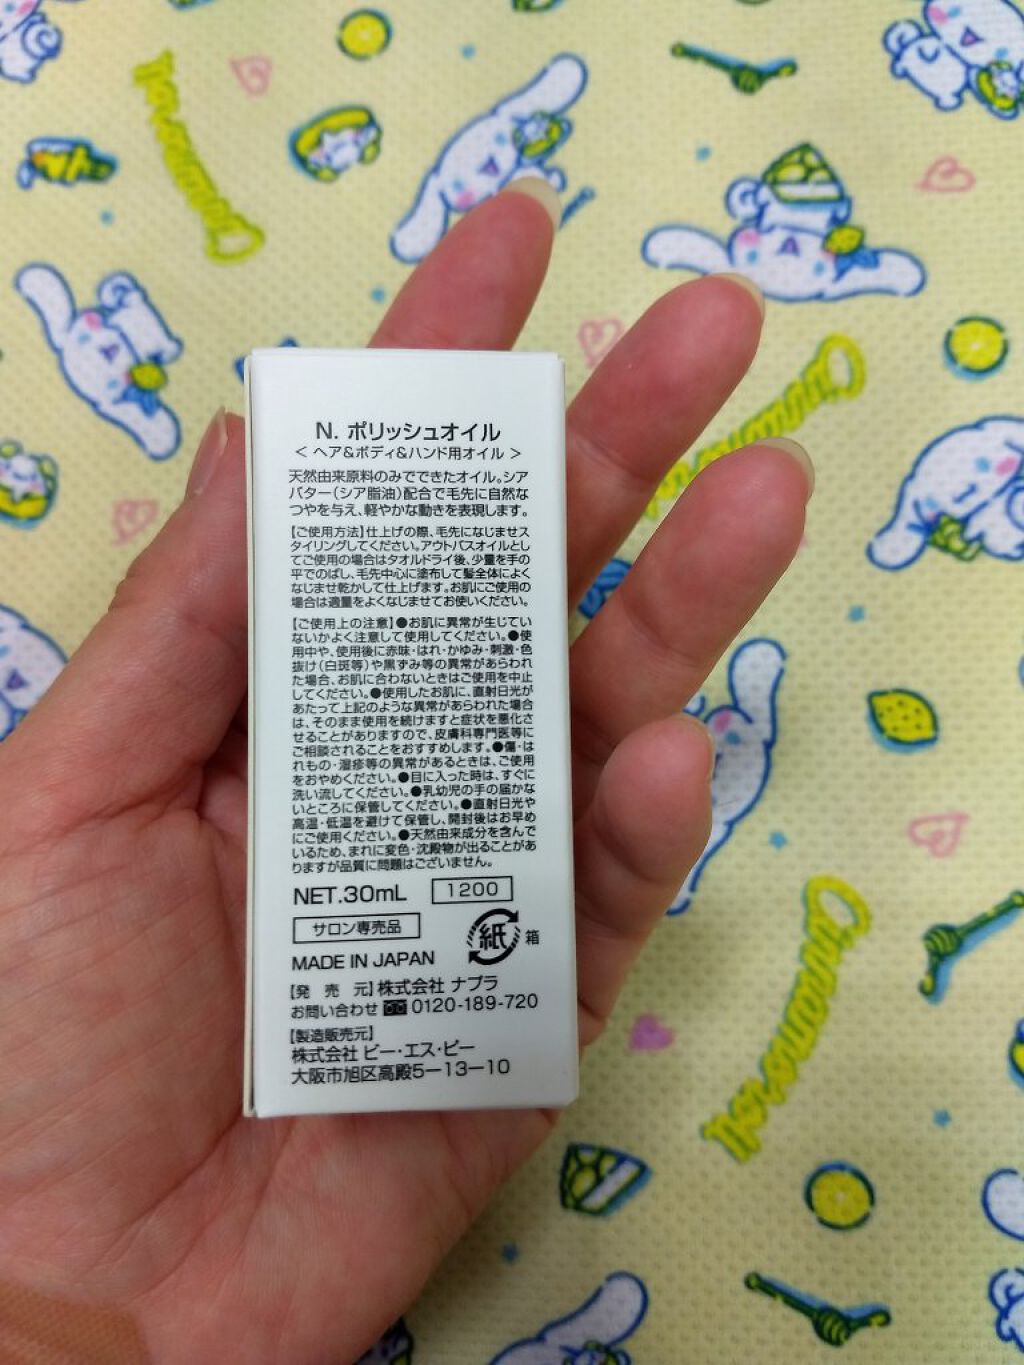 N. ポリッシュオイル
＜ ヘア&ボディ&ハンド用オイル ＞
天然由来原料のみでできたオイル。シア
バター（シア脂油）配合で毛先に自然な
つやを与え、軽やかな動きを表現します。
【ご使用方法】仕上げの際、毛先になじませス
タイリングしてください。アウトバスオイルとし
てご使用の場合はタオルドライ後、少量を手の
平でのばし、毛先中心に塗布して髪全体によく
なじませ乾かして仕上げます。お肌にご使用の
場合は適量をよくなじませてお使いください。
【ご使用上の注意】●お肌に異常が生じてい
ないかよく注意して使用してください。●使
用中や、使用後に赤味・はれ・かゆみ・刺激・色
抜け（白斑等）や黒ずみ等の異常があらわれ
た場合、お肌に合わないときはご使用を中止
してください。●使用したお肌に、直射日光が
あたって上記のような異常があらわれた場合
は、そのまま使用を続けますと症状を悪化さ
せることがありますので、皮膚科専門医等に
ご相談されることをおすすめします。●傷・は
れもの・湿疹等の異常があるときは、ご使用
をおやめください。●目に入った時は、すぐに
洗い流してください。●乳幼児の手の届かな
いところに保管してください。●直射日光や
高温・低温を避けて保管し、開封後はお早め
にご使用ください。●天然由来成分を含んで
いるため、まれに変色・沈殿物が出ることがあ
りますが品質に問題はございません。
NET.30mL 1200
サロン専売品
紙 箱
MADE IN JAPAN
【発 売 元】株式会社 ナプラ
お問い合わせ 0120-189-720
【製造販売元】
株式会社 ビー・エス・ピー
大阪市旭区高殿5－13－10
Cinnamoroll
Cinnamoroll
Cinnamoroll